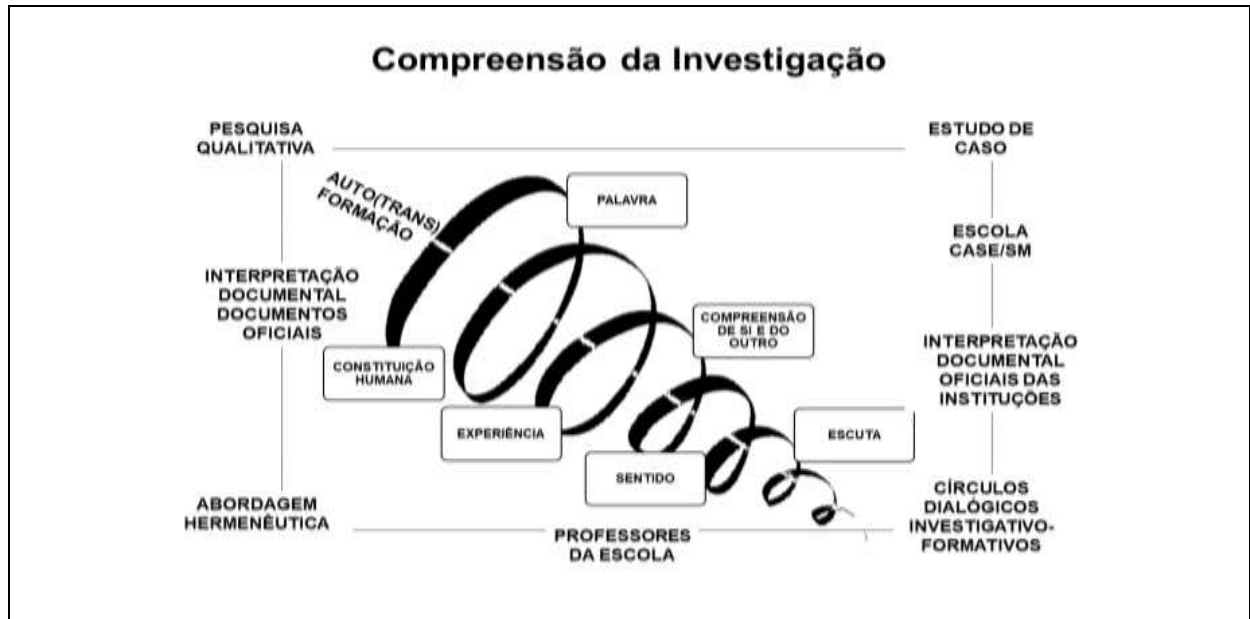 Compreensão da Investigação
PESQUISA
QUALITATIVA
ESTUDO DE
CASO
AUTO(TRANS)
FORMAÇÃO
PALAVRA
ESCOLA
CASE/SM
INTERPRETAÇÃO
DOCUMENTAL
DOCUMENTOS
OFICIAIS
COMPREENSÃO
DE SI E DO
OUTRO
INTERPRETAÇÃO
DOCUMENTAL
OFICIAIS DAS
INSTITUÇÕES
CONSTITUIÇÃO
HUMANA
EXPERIÊNCIA
ESCUTA
SENTIDO
ABORDAGEM
HERMENÊUTICA
PROFESSORES
DA ESCOLA
CÍRCULOS
DIALÓGICOS
INVESTIGATIVO-
FORMATIVOS